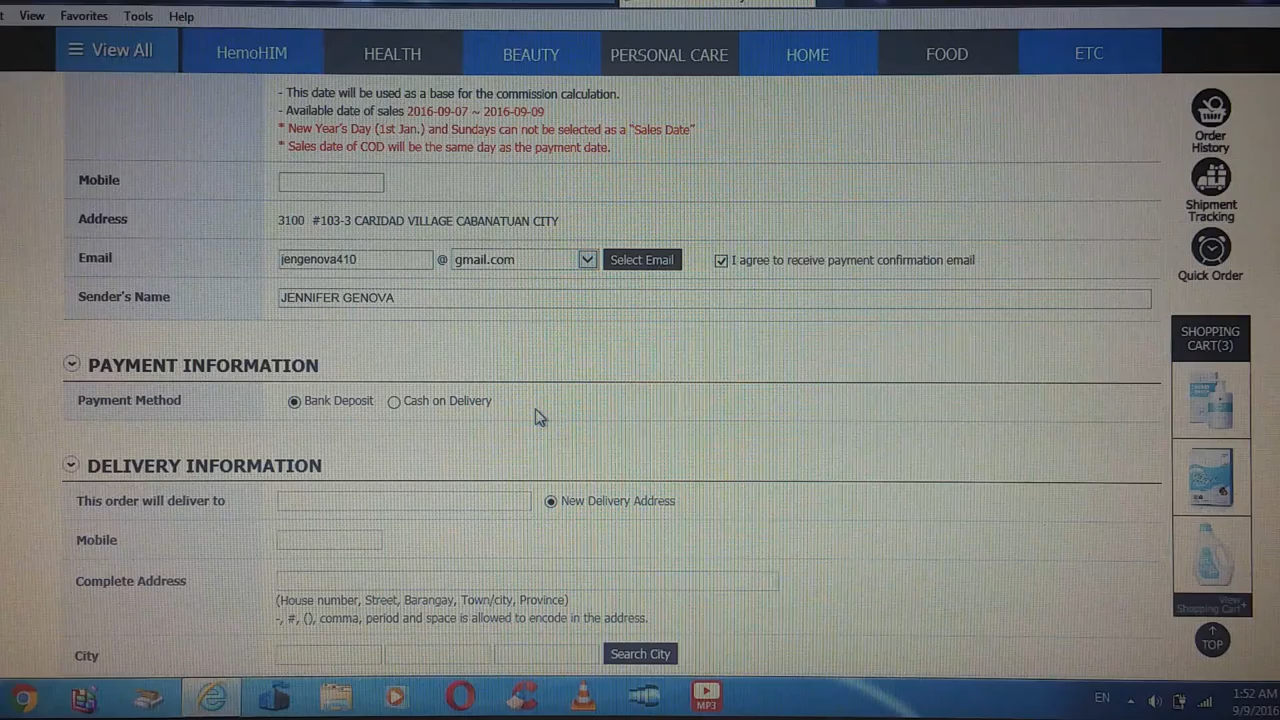 View Favorites Tools Help
View All HemoHIM HEALTH BEAUTY PERSONAL CARE HOME FOOD ETC
- This date will be used as a base for the commission calculation.
- Available date of sales 2016-09-07 ~ 2016-09-09
* New Year's Day (1st Jan.) and Sundays can not be selected as a "Sales Date"
* Sales date of COD will be the same day as the payment date.
Mobile
Address 3100 #103-3 CARIDAD VILLAGE CABANATUAN CITY
Email jengenova410 @ gmail.com Select Email I agree to receive payment confirmation email
Sender's Name JENNIFER GENOVA
PAYMENT INFORMATION
Payment Method Bank Deposit Cash on Delivery
DELIVERY INFORMATION
This order will deliver to New Delivery Address
Mobile
Complete Address
(House number, Street, Barangay, Town/city, Province)
-, #, (), comma, period and space is allowed to encode in the address.
City Search City
Order
History
Shipment
Tracking
Quick Order
SHOPPING
CART(3)
View
Shopping Cart+
TOP
MP3
EN
1:52 AM
9/9/2016